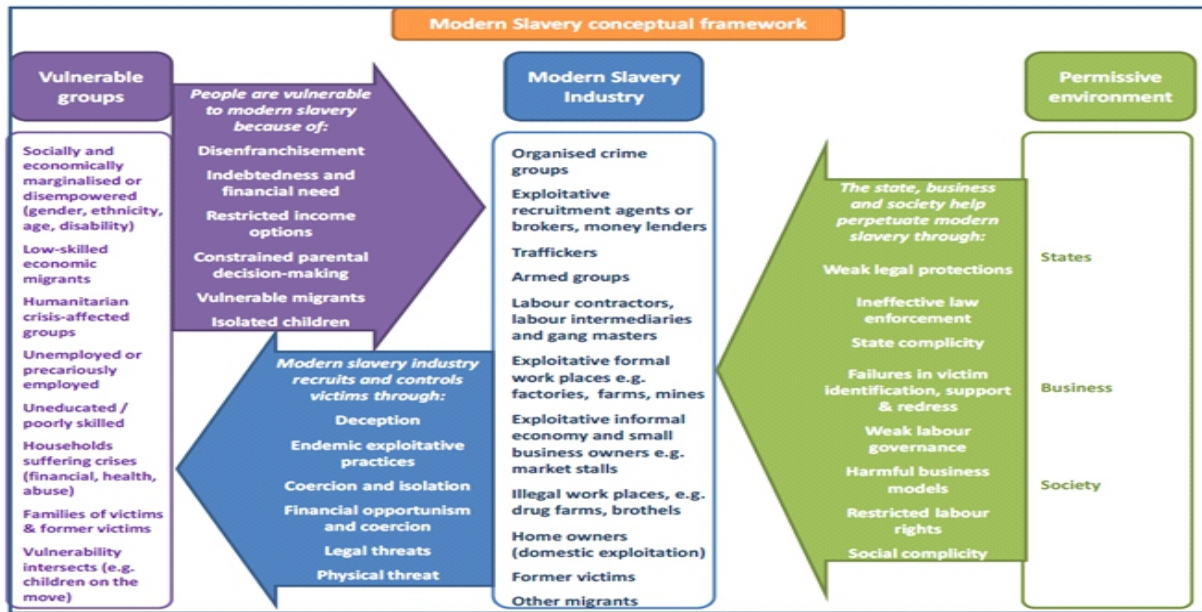 Modern Slavery conceptual framework
Vulnerable
groups
Socially and
economically
marginalised or
disempowered
(gender, ethnicity,
age, disability)
Low-skilled
economic
migrants
Humanitarian
crisis-affected
groups
Unemployed or
precariously
employed
Uneducated /
poorly skilled
Households
suffering crises
(financial, health,
abuse)
Families of victims
& former victims
Vulnerability
intersects (e.g.
children on the
move)
People are vulnerable
to modern slavery
because of:
Disenfranchisement
Indebtedness and
financial need
Restricted income
options
Constrained parental
decision-making
Vulnerable migrants
Isolated children
Modern slavery industry
recruits and controls
victims through:
Deception
Endemic exploitative
practices
Coercion and isolation
Financial opportunism
and coercion
Legal threats
Physical threat
Modern Slavery
Industry
Organised crime
groups
Exploitative
recruitment agents or
brokers, money lenders
Traffickers
Armed groups
Labour contractors,
labour intermediaries
and gang masters
Exploitative formal
work places e.g.
factories, farms, mines
Exploitative informal
economy and small
business owners e.g.
market stalls
Illegal work places, e.g.
drug farms, brothels
Home owners
(domestic exploitation)
Former victims
Other migrants
The state, business
and society help
perpetuate modern
slavery through:
Weak legal protections
Ineffective law
enforcement
State complicity
Failures in victim
identification, support
& redress
Weak labour
governance
Harmful business
models
Restricted labour
rights
Social complicity
Permissive
environment
States
Business
Society